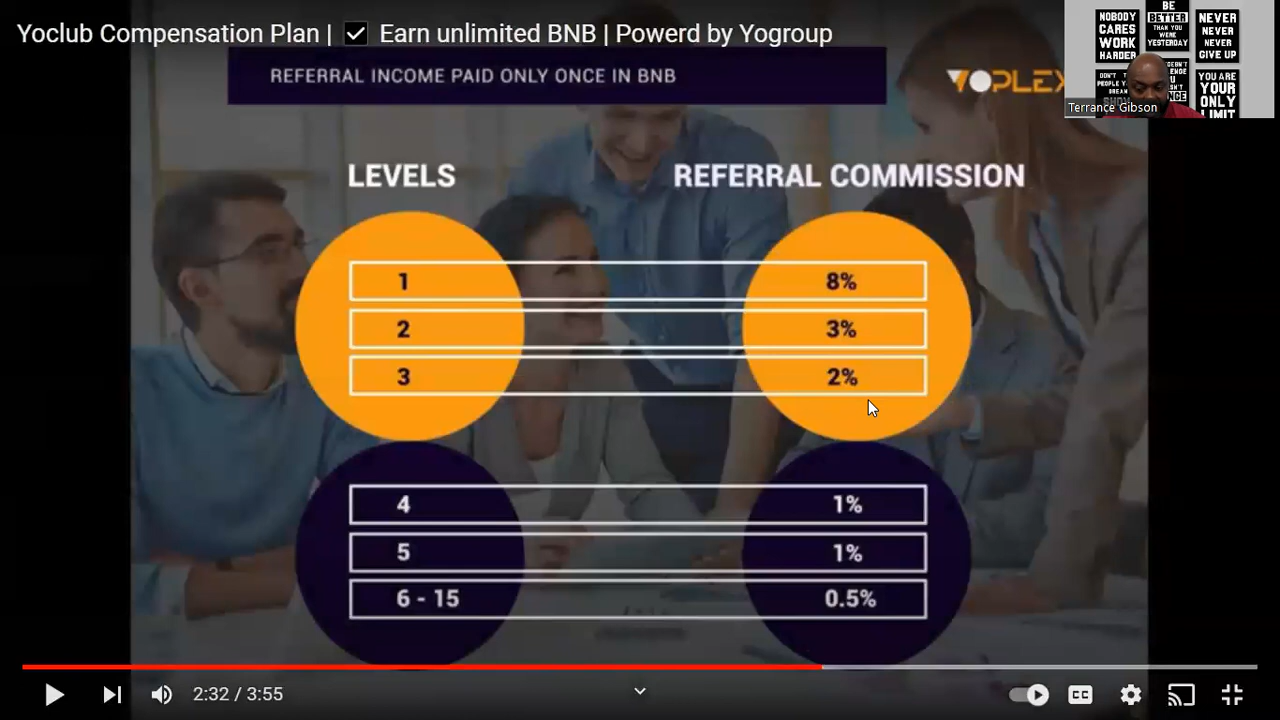 Yoclub Compensation Plan | ✅ Earn unlimited BNB | Powerd by Yogroup
REFERRAL INCOME PAID ONLY ONCE IN BNB
YOPLEX
NOBODY
CARES
WORK
HARDER
BE
BETTER
THAN YOU
WERE
YESTERDAY
NEVER
NEVER
NEVER
GIVE UP
YOU ARE
YOUR
ONLY
LIMIT
Terrance Gibson
LEVELS REFERRAL COMMISSION
1 8%
2 3%
3 2%
4 1%
5 1%
6 - 15 0.5%
2:32 / 3:55
CC